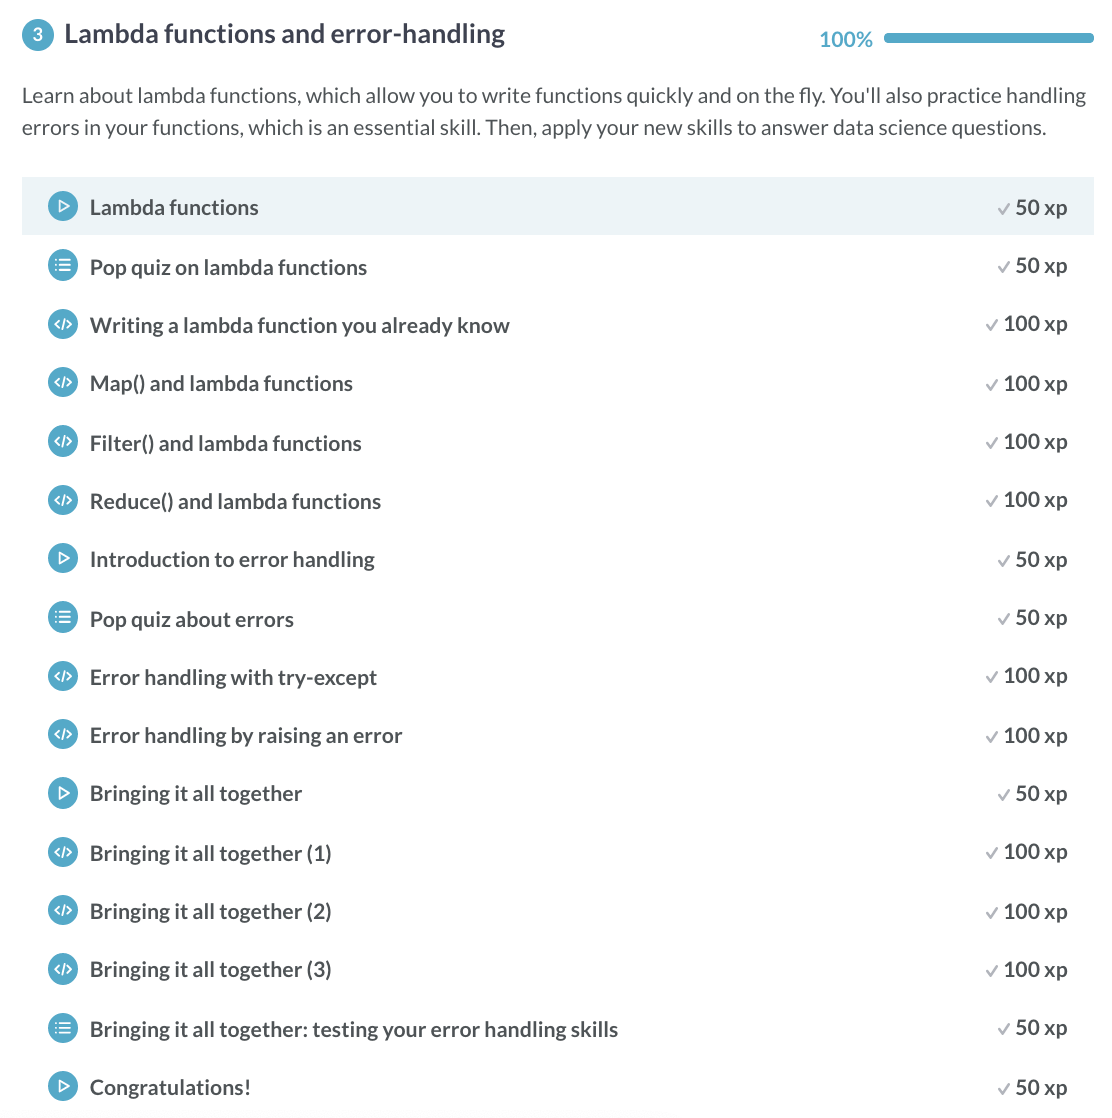 3 Lambda functions and error-handling 100%
Learn about lambda functions, which allow you to write functions quickly and on the fly. You'll also practice handling
errors in your functions, which is an essential skill. Then, apply your new skills to answer data science questions.
Lambda functions 50 xp
Pop quiz on lambda functions 50 xp
Writing a lambda function you already know 100 xp
Map() and lambda functions 100 xp
Filter() and lambda functions 100 xp
Reduce() and lambda functions 100 xp
Introduction to error handling 50 xp
Pop quiz about errors 50 xp
Error handling with try-except 100 xp
Error handling by raising an error 100 xp
Bringing it all together 50 xp
Bringing it all together (1) 100 xp
Bringing it all together (2) 100 xp
Bringing it all together (3) 100 xp
Bringing it all together: testing your error handling skills 50 xp
Congratulations! 50 xp